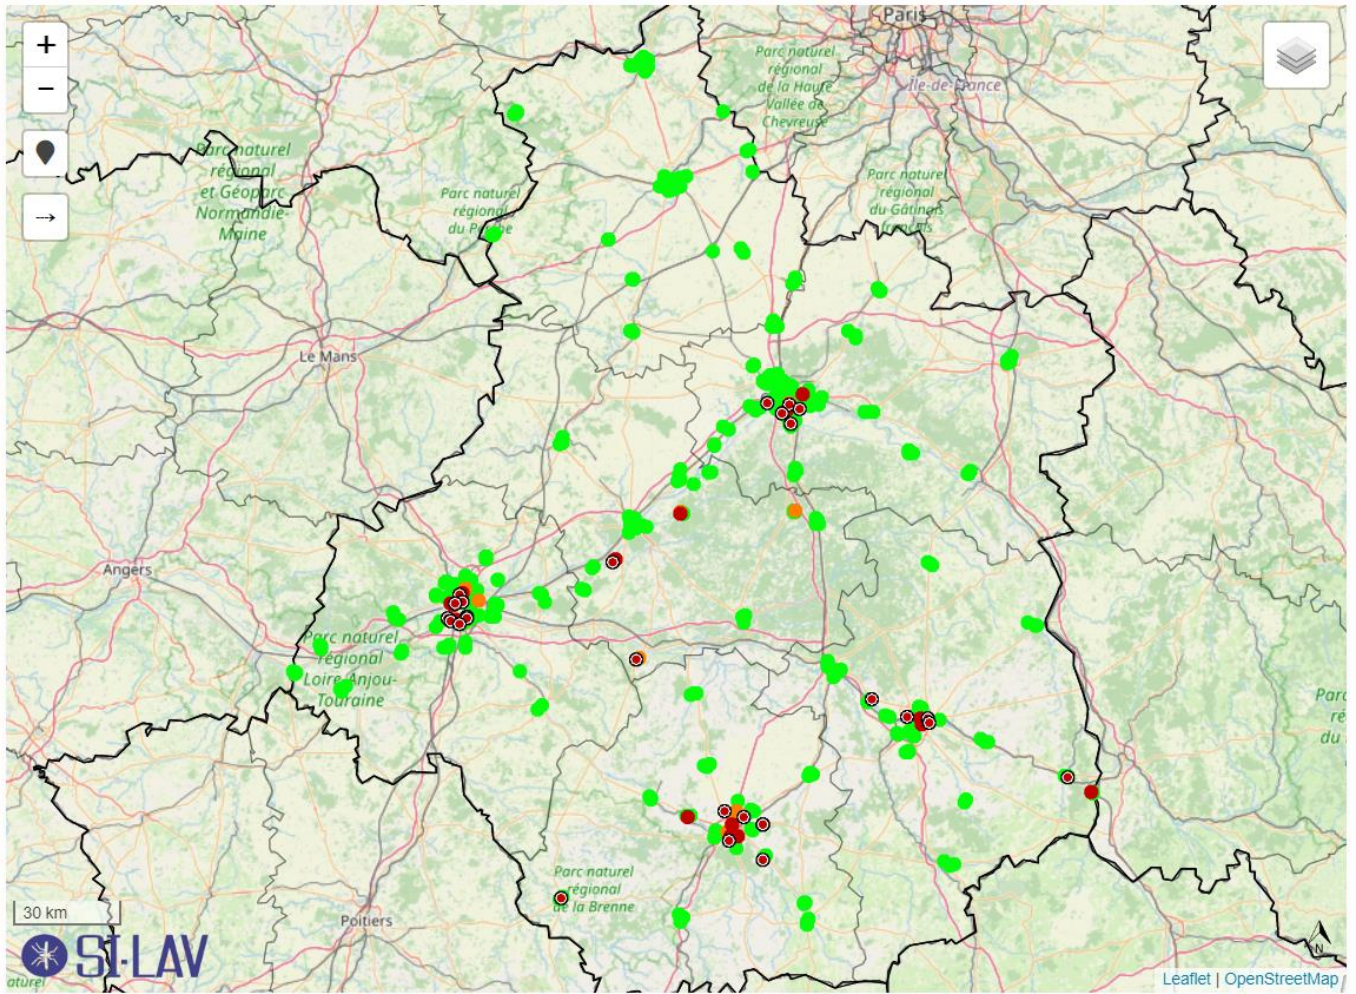 Paris
+
Parc naturel
régional
de la Haute
Vallée de
Chevreuse
Île-de-France
−
Parc naturel
régional
et Géoparc
Normandie-
Maine
Parc naturel
régional
du Perche
Parc naturel
régional
du Gâtinais
français
→
Le Mans
Angers
Parc naturel
régional
Loire-Anjou-
Touraine
Parc naturel
régional
de la Brenne
30 km
Poitiers
SI-LAV
N
Leaflet | OpenStreetMap